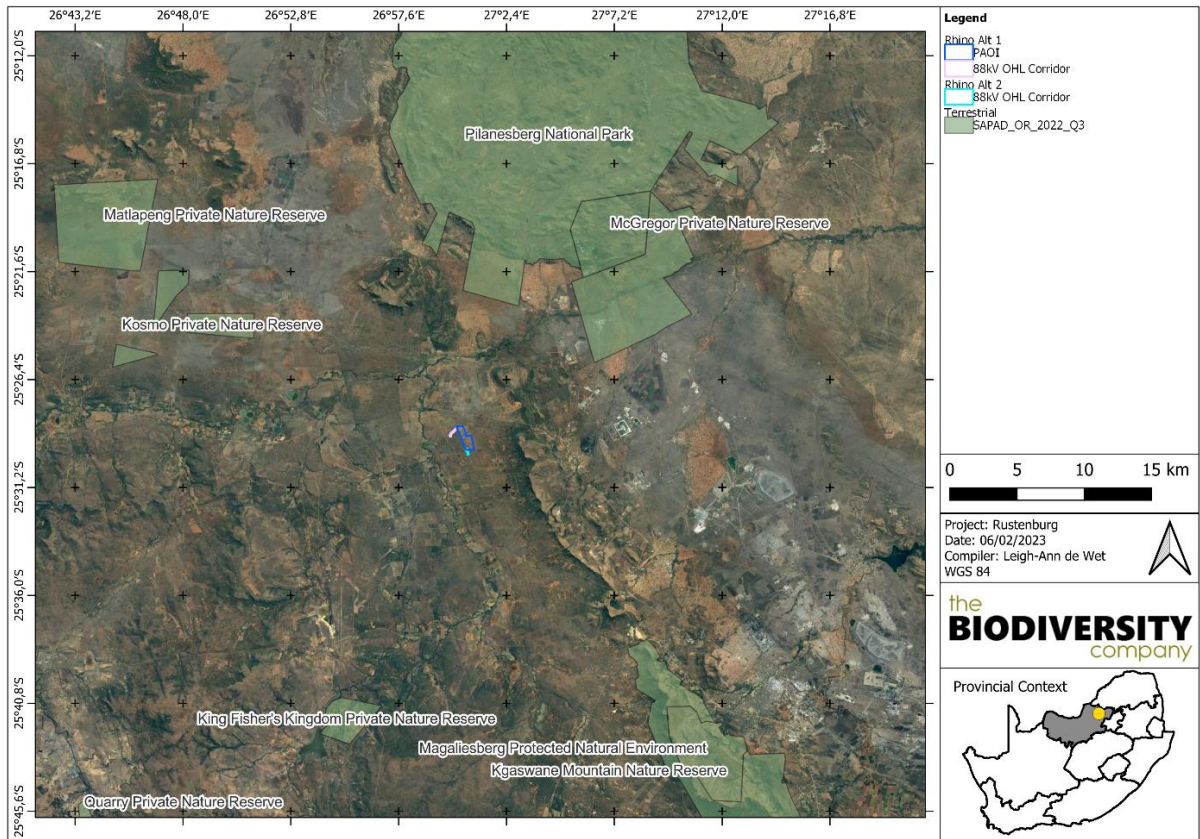 26°43,2'E
26°48,0'E
26°52,8'E
26°57,6'E
27°2,4'E
27°7,2'E
27°12,0'E
27°16,8'E
25°12,0'S
25°16,8'S
25°21,6'S
25°26,4'S
25°31,2'S
25°36,0'S
25°40,8'S
25°45,6'S
Pilanesberg National Park
Matlapeng Private Nature Reserve
McGregor Private Nature Reserve
Kosmo Private Nature Reserve
King Fisher's Kingdom Private Nature Reserve
Magaliesberg Protected Natural Environment
Kgaswane Mountain Nature Reserve
Quarry Private Nature Reserve
Legend
Rhino Alt 1
PAOI
88kV OHL Corridor
Rhino Alt 2
88kV OHL Corridor
Terrestrial
SAPAD_OR_2022_Q3
0 5 10 15 km
Project: Rustenburg
Date: 06/02/2023
Compiler: Leigh-Ann de Wet
WGS 84
the
BIODIVERSITY
company
Provincial Context